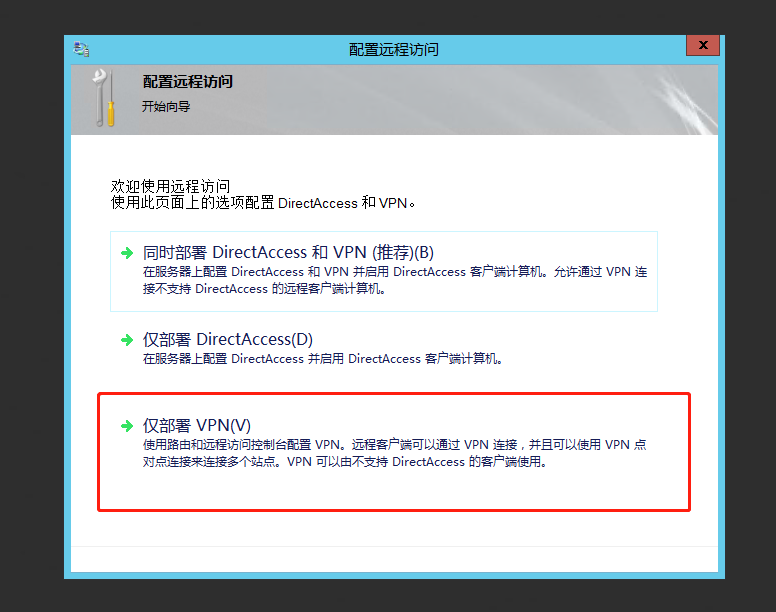 配置远程访问
x
配置远程访问
开始向导
欢迎使用远程访问
使用此页面上的选项配置 DirectAccess 和 VPN。
同时部署 DirectAccess 和 VPN (推荐)(B)
在服务器上配置 DirectAccess 和 VPN 并启用 DirectAccess 客户端计算机。允许通过 VPN 连
接不支持 DirectAccess 的远程客户端计算机。
仅部署 DirectAccess(D)
在服务器上配置 DirectAccess 并启用 DirectAccess 客户端计算机。
仅部署 VPN(V)
使用路由和远程访问控制台配置 VPN。远程客户端可以通过 VPN 连接，并且可以使用 VPN 点
对点连接来连接多个站点。VPN 可以由不支持 DirectAccess 的客户端使用。